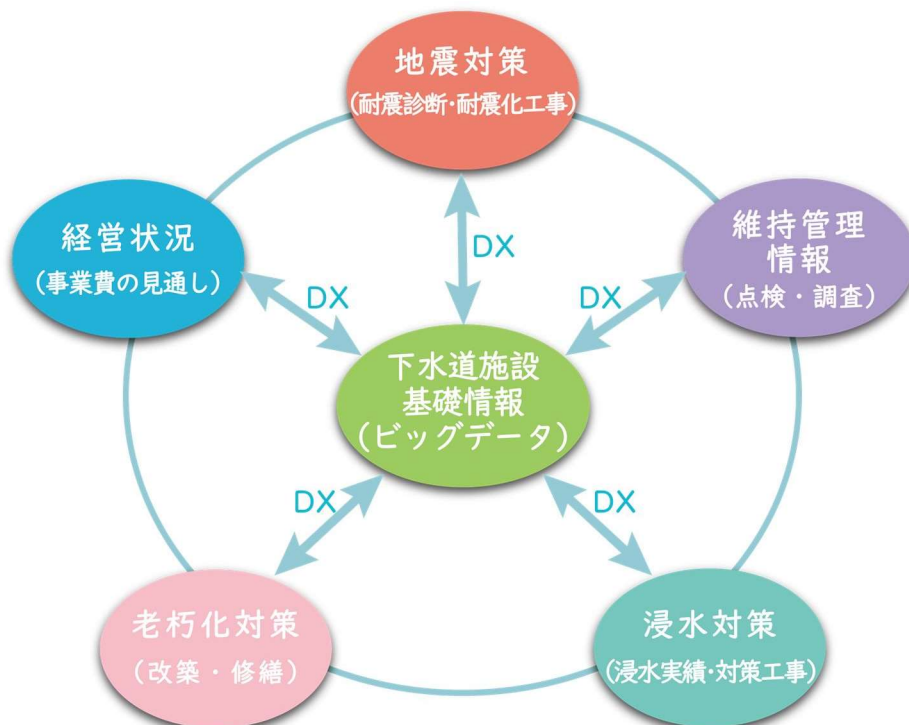 地震対策
(耐震診断・耐震化工事)
経営状況
(事業費の見通し)
DX
維持管理
情報
(点検・調査)
DX
DX
下水道施設
基礎情報
(ビッグデータ)
DX
DX
老朽化対策
(改築・修繕)
浸水対策
(浸水実績・対策工事)